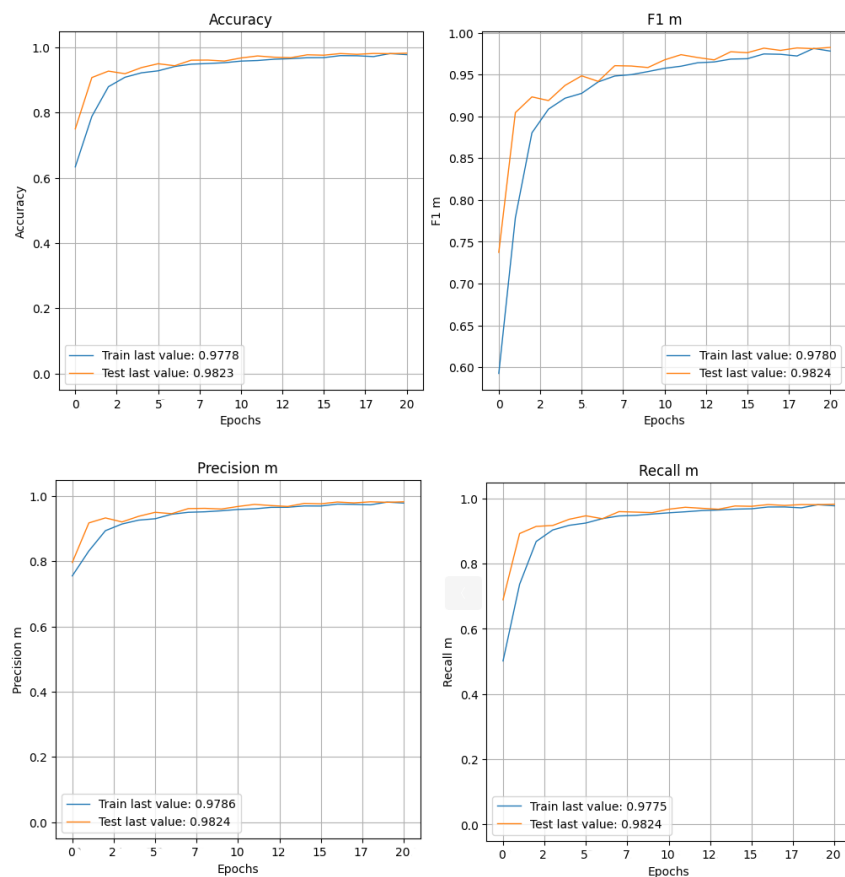 Accuracy
Accuracy
1.0
0.8
0.6
0.4
0.2
0.0
Train last value: 0.9778
Test last value: 0.9823
0 2 5 7 10 12 15 17 20
Epochs
F1 m
F1 m
1.00
0.95
0.90
0.85
0.80
0.75
0.70
0.65
0.60
Train last value: 0.9780
Test last value: 0.9824
0 2 5 7 10 12 15 17 20
Epochs
Precision m
Precision m
1.0
0.8
0.6
0.4
0.2
0.0
Train last value: 0.9786
Test last value: 0.9824
0 2 5 7 10 12 15 17 20
Epochs
Recall m
Recall m
1.0
0.8
0.6
0.4
0.2
0.0
Train last value: 0.9775
Test last value: 0.9824
0 2 5 7 10 12 15 17 20
Epochs